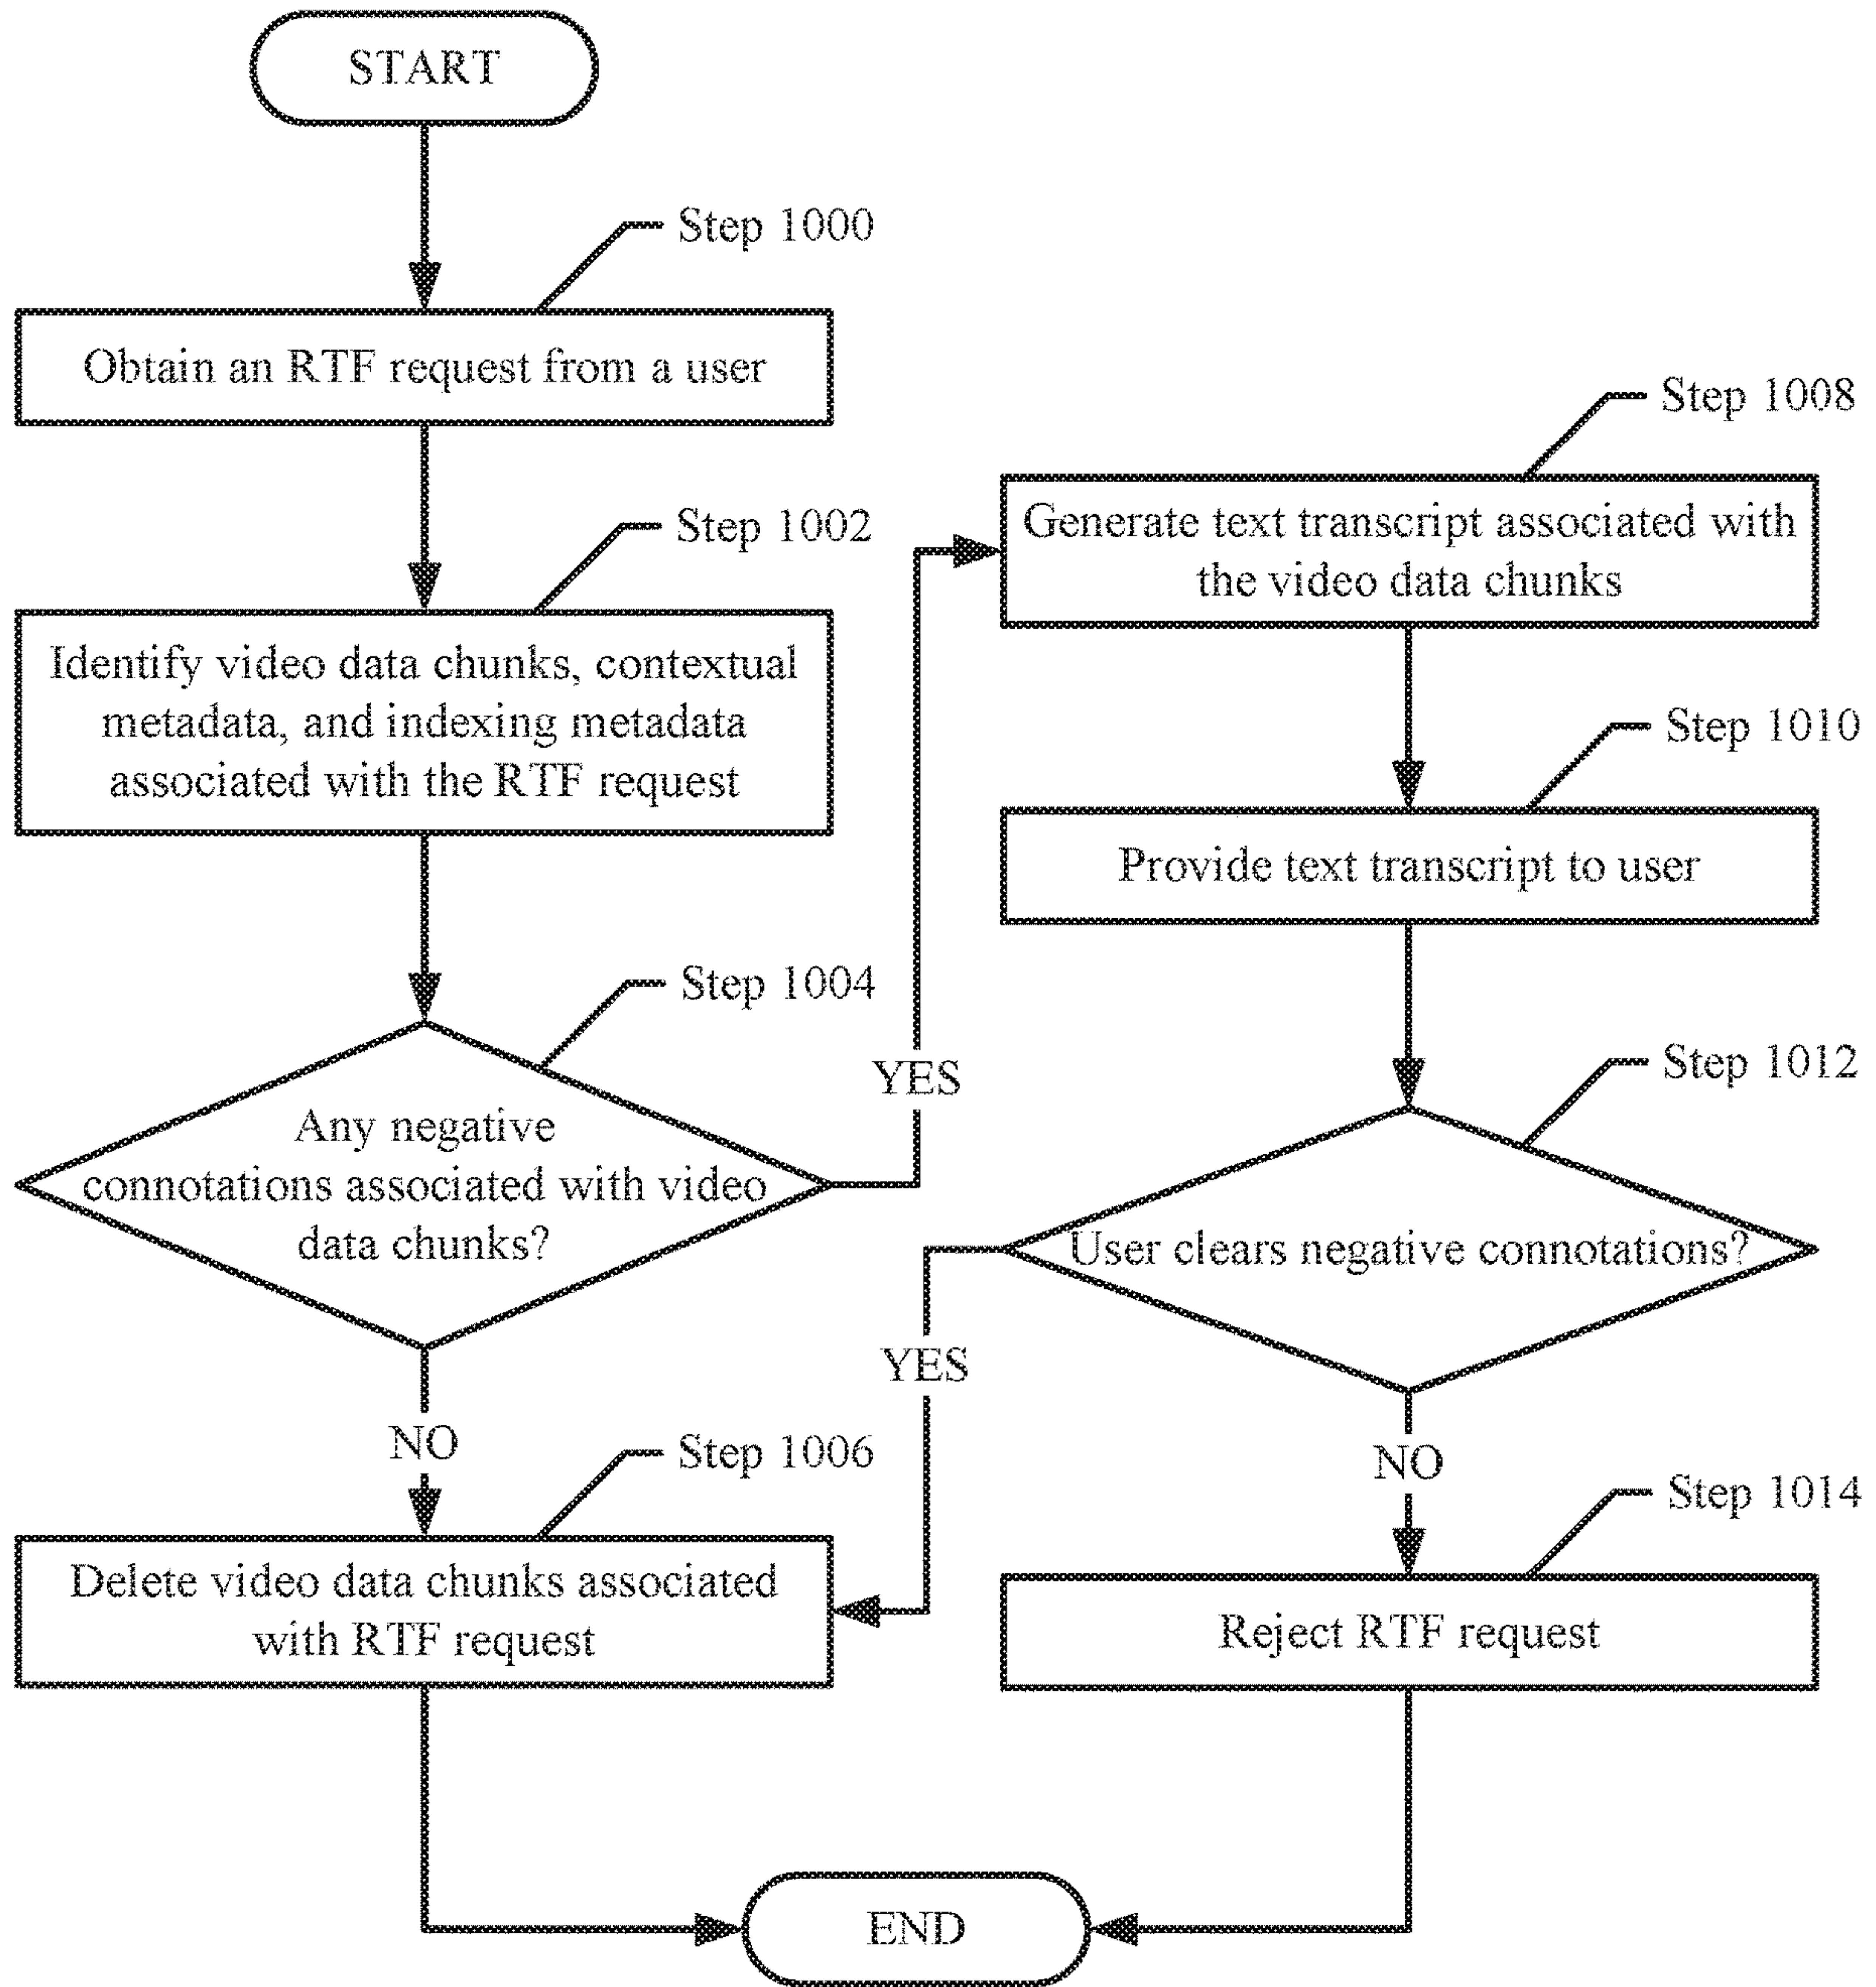 START
Step 1000
Obtain an RTF request from a user
Step 1002
Identify video data chunks, contextual
metadata, and indexing metadata
associated with the RTF request
Step 1004
Any negative
connotations associated with video
data chunks?
YES
NO
Step 1006
Delete video data chunks associated
with RTF request
Step 1008
Generate text transcript associated with
the video data chunks
Step 1010
Provide text transcript to user
Step 1012
User clears negative connotations?
YES
NO
Step 1014
Reject RTF request
END